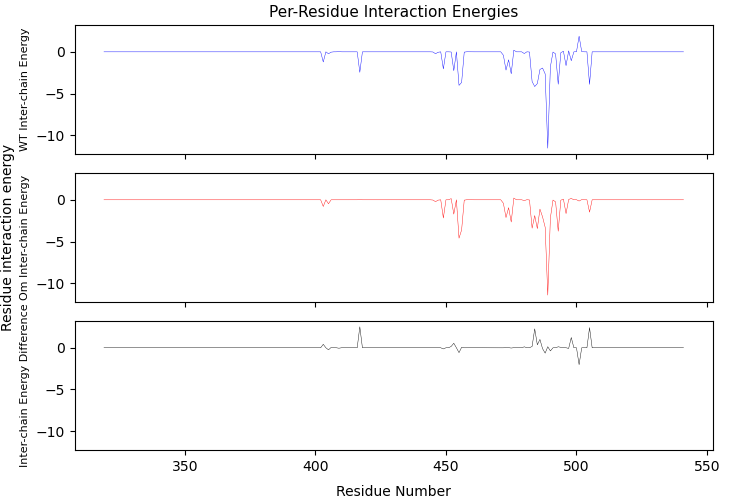 Per-Residue Interaction Energies
WT Inter-chain Energy
0
−5
−10
Residue interaction energy
Om Inter-chain Energy
0
−5
−10
Inter-chain Energy Difference
0
−5
−10
350
400
450
500
550
Residue Number